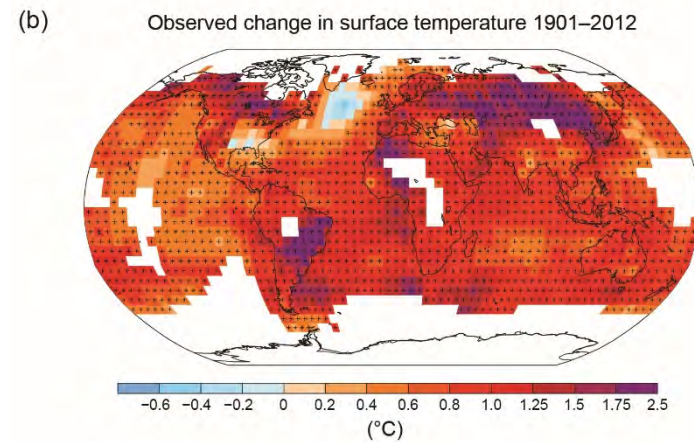 (b) Observed change in surface temperature 1901–2012
−0.6 −0.4 −0.2 0 0.2 0.4 0.6 0.8 1.0 1.25 1.5 1.75 2.5
(°C)